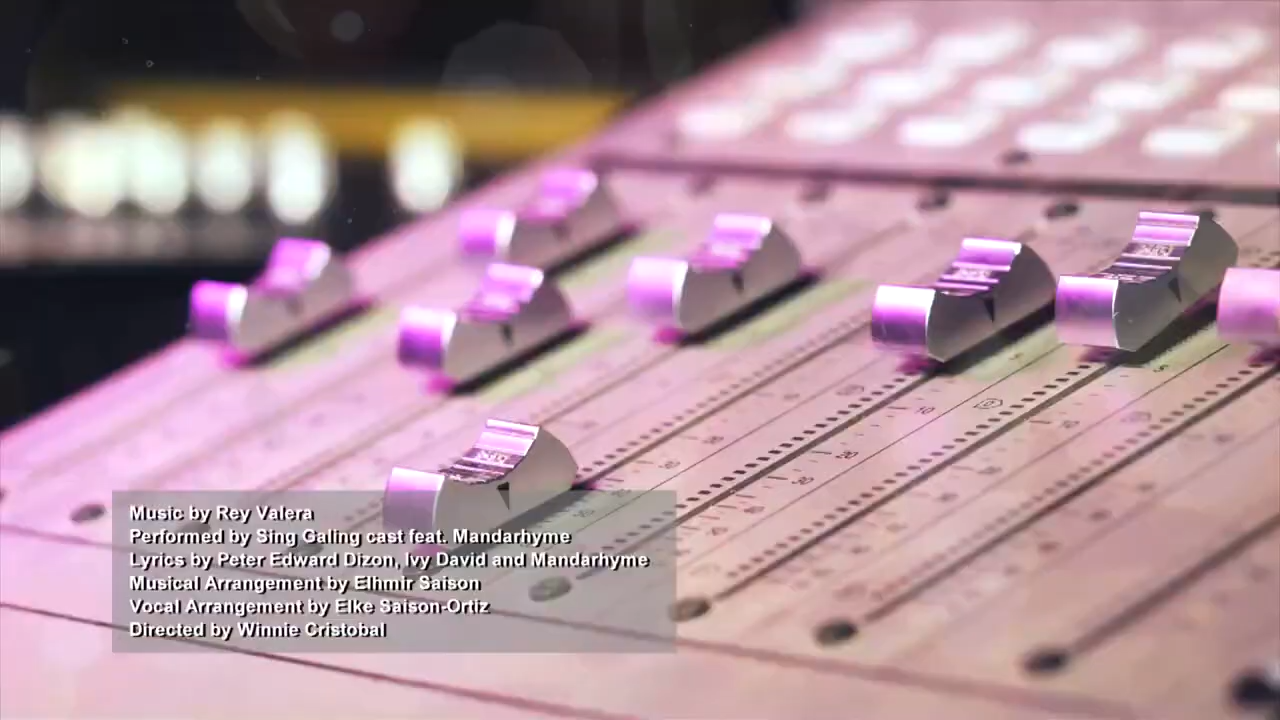 Music by Rey Valera
Performed by Sing Galing cast feat. Mandarhyme
Lyrics by Peter Edward Dizon, Ivy David and Mandarhyme
Musical Arrangement by Elhmir Saison
Vocal Arrangement by Elke Saison-Ortiz
Directed by Winnie Cristobal